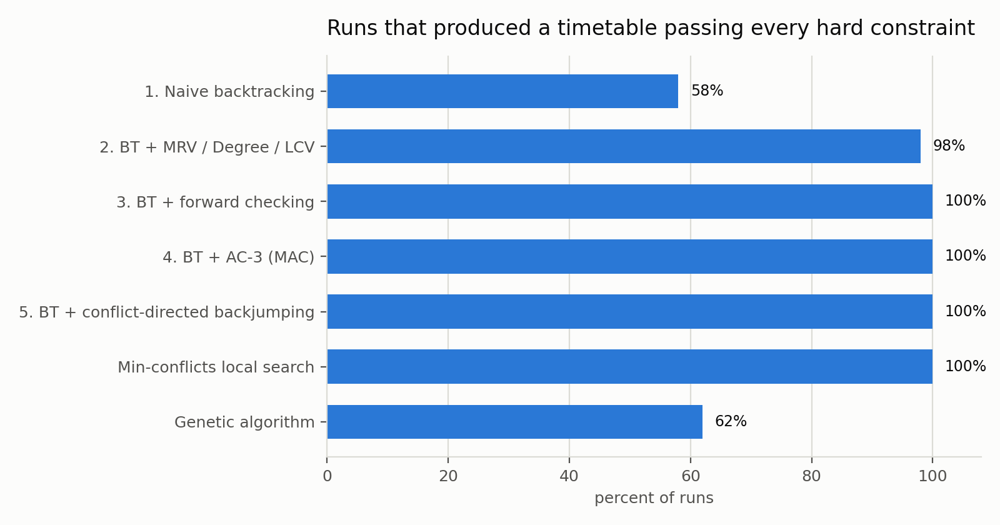 Runs that produced a timetable passing every hard constraint
1. Naive backtracking 58%
2. BT + MRV / Degree / LCV 98%
3. BT + forward checking 100%
4. BT + AC-3 (MAC) 100%
5. BT + conflict-directed backjumping 100%
Min-conflicts local search 100%
Genetic algorithm 62%
0 20 40 60 80 100
percent of runs